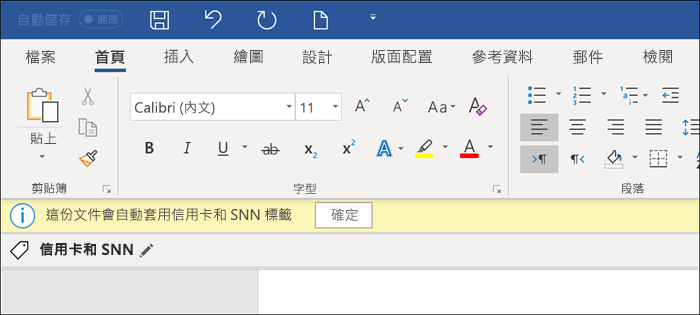 自動儲存 關閉
檔案 首頁 插入 繪圖 設計 版面配置 參考資料 郵件 檢閱
貼上
Calibri (內文) 11 Aa
B I U ab x₂ x² A A
剪貼簿 字型 段落
這份文件會自動套用信用卡和 SNN 標籤 確定
信用卡和 SNN